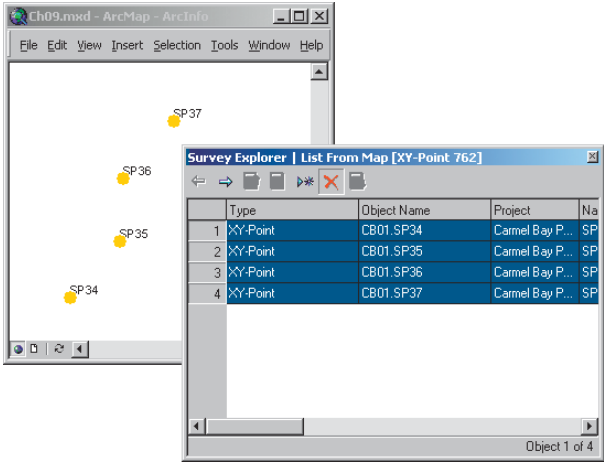 Ch09.mxd - ArcMap - ArcInfo
File Edit View Insert Selection Tools Window Help
SP37
SP36
SP35
SP34
Survey Explorer | List From Map [XY-Point 762]
Type Object Name Project Na
1 XY-Point CB01.SP34 Carmel Bay P... SP
2 XY-Point CB01.SP35 Carmel Bay P... SP
3 XY-Point CB01.SP36 Carmel Bay P... SP
4 XY-Point CB01.SP37 Carmel Bay P... SP
Object 1 of 4